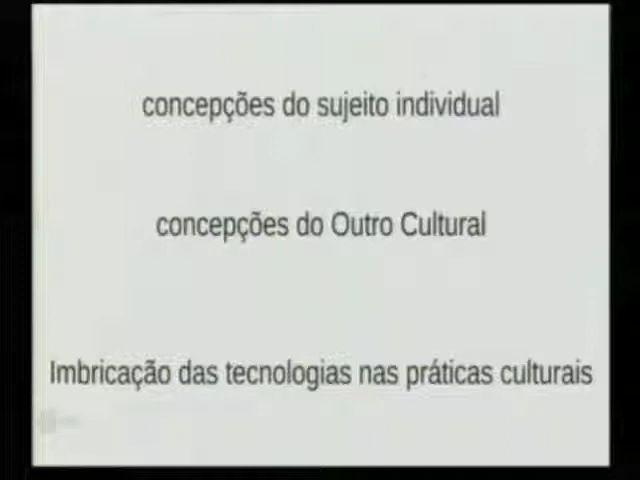 concepções do sujeito individual
concepções do Outro Cultural
Imbricação das tecnologias nas práticas culturais